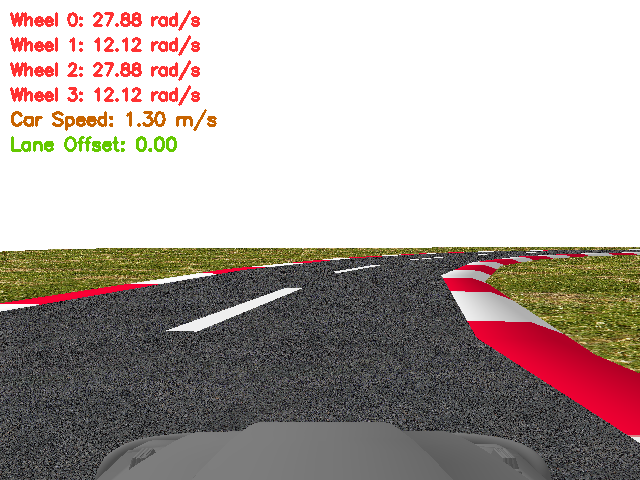 Wheel 0: 27.88 rad/s
Wheel 1: 12.12 rad/s
Wheel 2: 27.88 rad/s
Wheel 3: 12.12 rad/s
Car Speed: 1.30 m/s
Lane Offset: 0.00